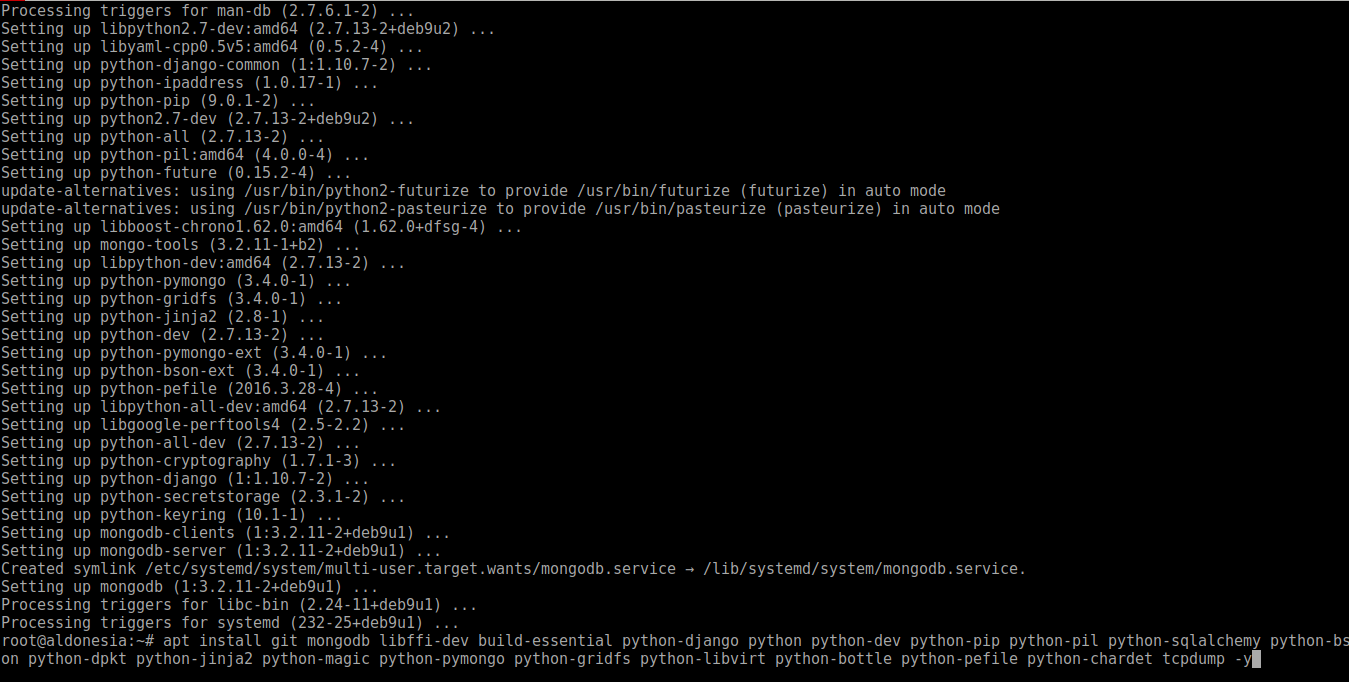 Processing triggers for man-db (2.7.6.1-2) ...
Setting up libpython2.7-dev:amd64 (2.7.13-2+deb9u2) ...
Setting up libyaml-cpp0.5v5:amd64 (0.5.2-4) ...
Setting up python-django-common (1:1.10.7-2) ...
Setting up python-ipaddress (1.0.17-1) ...
Setting up python-pip (9.0.1-2) ...
Setting up python2.7-dev (2.7.13-2+deb9u2) ...
Setting up python-all (2.7.13-2) ...
Setting up python-pil:amd64 (4.0.0-4) ...
Setting up python-future (0.15.2-4) ...
update-alternatives: using /usr/bin/python2-futurize to provide /usr/bin/futurize (futurize) in auto mode
update-alternatives: using /usr/bin/python2-pasteurize to provide /usr/bin/pasteurize (pasteurize) in auto mode
Setting up libboost-chrono1.62.0:amd64 (1.62.0+dfsg-4) ...
Setting up mongo-tools (3.2.11-1+b2) ...
Setting up libpython-dev:amd64 (2.7.13-2) ...
Setting up python-pymongo (3.4.0-1) ...
Setting up python-gridfs (3.4.0-1) ...
Setting up python-jinja2 (2.8-1) ...
Setting up python-dev (2.7.13-2) ...
Setting up python-pymongo-ext (3.4.0-1) ...
Setting up python-bson-ext (3.4.0-1) ...
Setting up python-pefile (2016.3.28-4) ...
Setting up libpython-all-dev:amd64 (2.7.13-2) ...
Setting up libgoogle-perftools4 (2.5-2.2) ...
Setting up python-all-dev (2.7.13-2) ...
Setting up python-cryptography (1.7.1-3) ...
Setting up python-django (1:1.10.7-2) ...
Setting up python-secretstorage (2.3.1-2) ...
Setting up python-keyring (10.1-1) ...
Setting up mongodb-clients (1:3.2.11-2+deb9u1) ...
Setting up mongodb-server (1:3.2.11-2+deb9u1) ...
Created symlink /etc/systemd/system/multi-user.target.wants/mongodb.service → /lib/systemd/system/mongodb.service.
Setting up mongodb (1:3.2.11-2+deb9u1) ...
Processing triggers for libc-bin (2.24-11+deb9u1) ...
Processing triggers for systemd (232-25+deb9u1) ...
root@aldonesia:~# apt install git mongodb libffi-dev build-essential python-django python python-dev python-pip python-pil python-sqlalchemy python-bs
on python-dpkt python-jinja2 python-magic python-pymongo python-gridfs python-libvirt python-bottle python-pefile python-chardet tcpdump -y